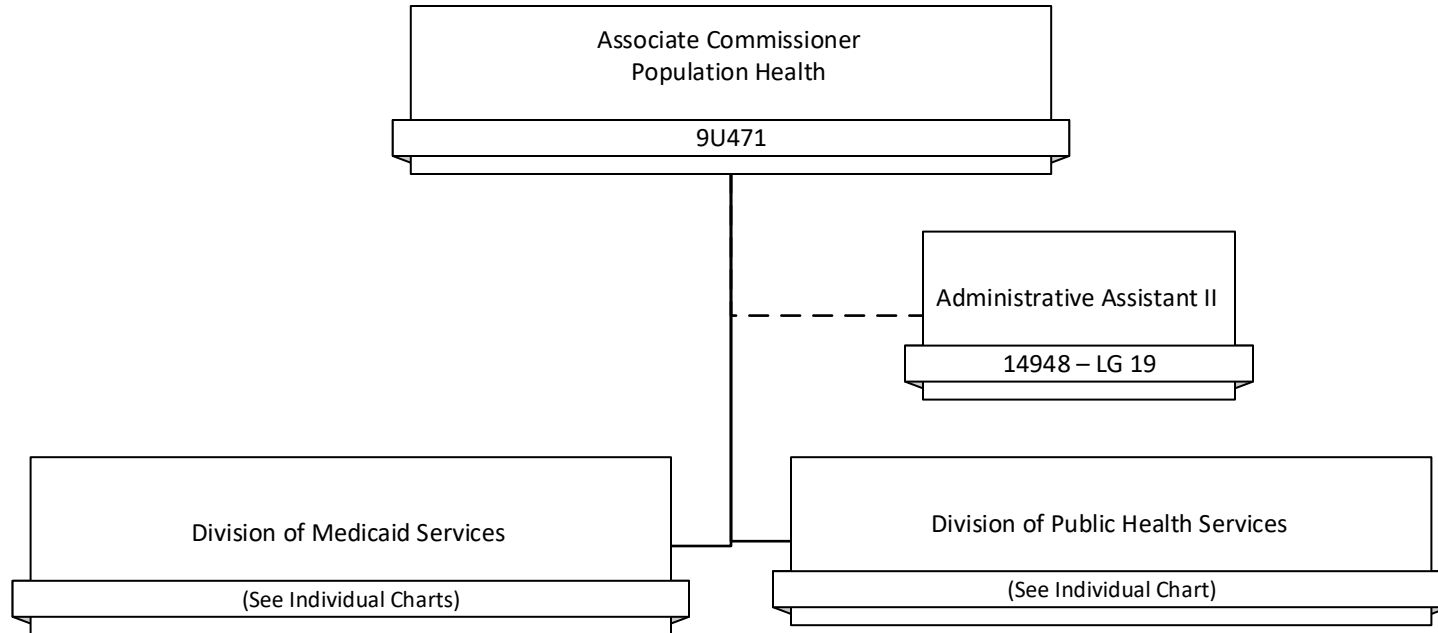 Associate Commissioner
Population Health
9U471
Administrative Assistant II
14948 – LG 19
Division of Medicaid Services
(See Individual Charts)
Division of Public Health Services
(See Individual Chart)